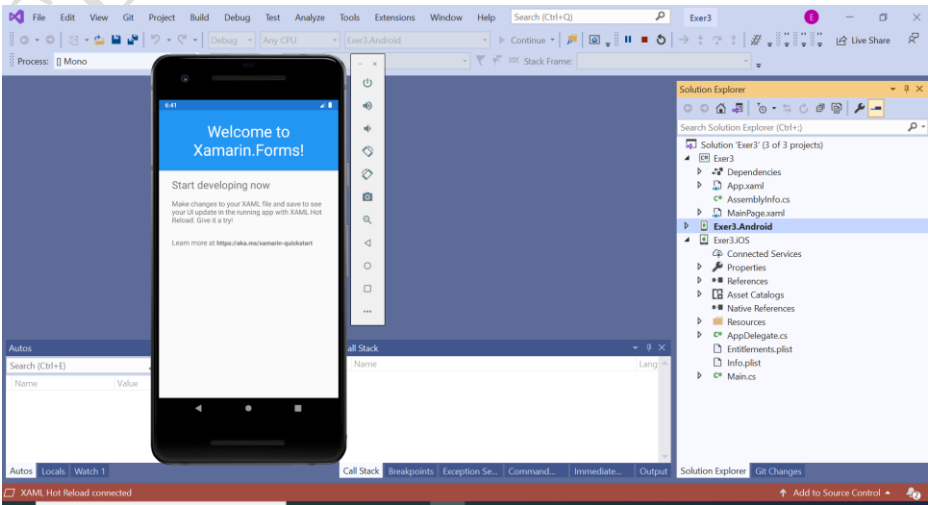 File Edit View Git Project Build Debug Test Analyze Tools Extensions Window Help Search (Ctrl+Q) Exer3 E
Debug Any CPU Exer3.Android Continue Live Share
Process: [] Mono Stack Frame:
6:41
Welcome to
Xamarin.Forms!
Start developing now
Make changes to your XAML file and save to see
your UI update in the running app with XAML Hot
Reload. Give it a try!
Learn more at https://aka.ms/xamarin-quickstart
Solution Explorer
Search Solution Explorer (Ctrl+;)
Solution 'Exer3' (3 of 3 projects)
C# Exer3
Dependencies
App.xaml
C# AssemblyInfo.cs
MainPage.xaml
Exer3.Android
Exer3.iOS
Connected Services
Properties
References
Asset Catalogs
Native References
Resources
C# AppDelegate.cs
Entitlements.plist
Info.plist
C# Main.cs
Autos
Search (Ctrl+E)
Name Value
all Stack
Name Lang
Autos Locals Watch 1
Call Stack Breakpoints Exception Se... Command... Immediate... Output
Solution Explorer Git Changes
XAML Hot Reload connected Add to Source Control 2